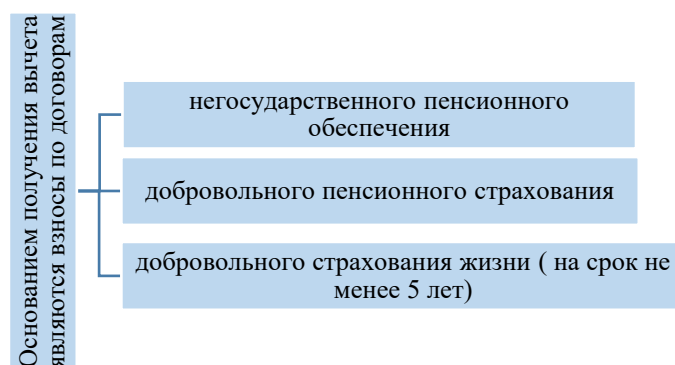 Основанием получения вычета
являются взносы по договорам
негосударственного пенсионного
обеспечения
добровольного пенсионного страхования
добровольного страхования жизни ( на срок не
менее 5 лет)